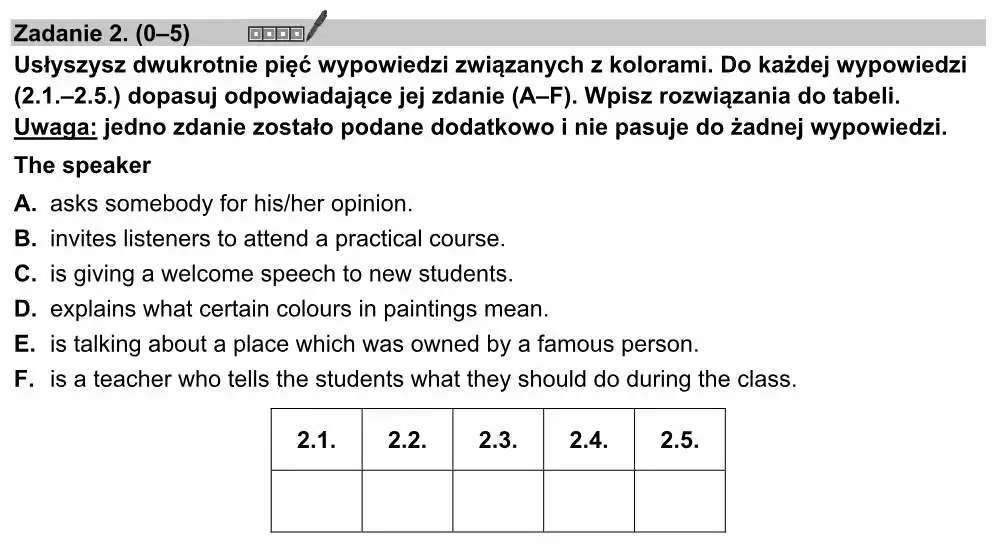 Zadanie 2. (0–5)
Usłyszysz dwukrotnie pięć wypowiedzi związanych z kolorami. Do każdej wypowiedzi
(2.1.–2.5.) dopasuj odpowiadające jej zdanie (A–F). Wpisz rozwiązania do tabeli.
Uwaga: jedno zdanie zostało podane dodatkowo i nie pasuje do żadnej wypowiedzi.
The speaker
A. asks somebody for his/her opinion.
B. invites listeners to attend a practical course.
C. is giving a welcome speech to new students.
D. explains what certain colours in paintings mean.
E. is talking about a place which was owned by a famous person.
F. is a teacher who tells the students what they should do during the class.
2.1. 2.2. 2.3. 2.4. 2.5.